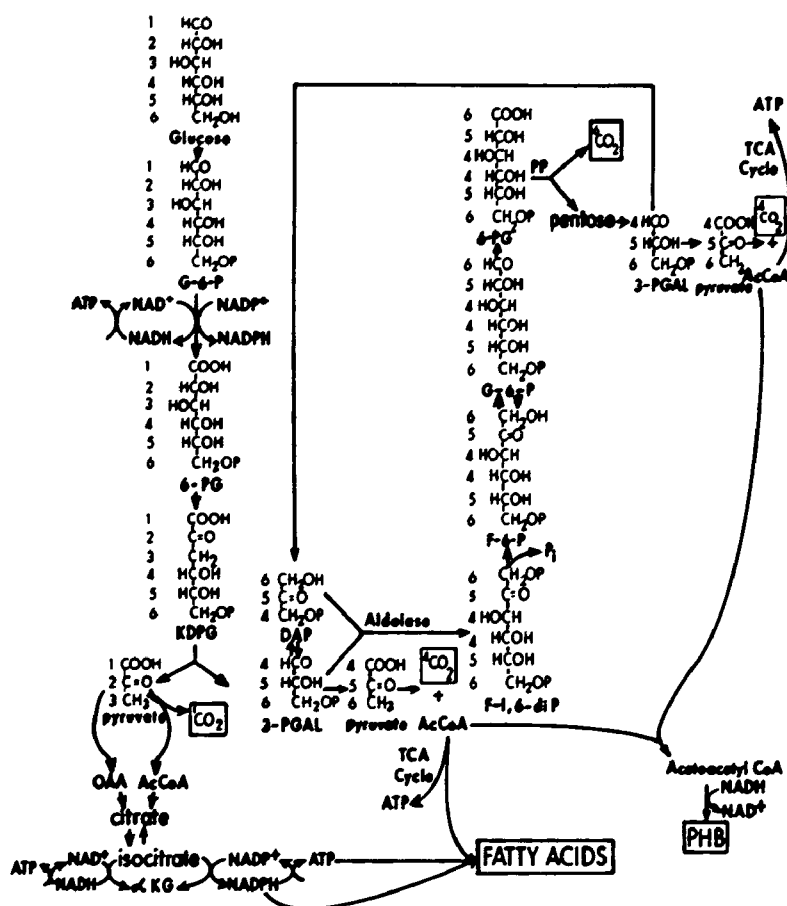 1 HCO
2 HCOH
3 HOCH
4 HCOH
5 HCOH
6 CH2OH
Glucose
1 HCO
2 HCOH
3 HOCH
4 HCOH
5 HCOH
6 CH2OP
G-6-P
ATP NAD+ NADP+
NADH NADPH
1 COOH
2 HCOH
3 HOCH
4 HCOH
5 HCOH
6 CH2OP
6-PG
1 COOH
2 C=O
3 CH2
4 HCOH
5 HCOH
6 CH2OP
KDPG
1 COOH
2 C=O
3 CH3
pyruvate
1CO2
OAA AcCoA
citrate
isocitrate
ATP NAD+ NADP+ ATP
NADH αKG NADPH
FATTY ACIDS
6 CH2OH
5 C=O
4 CH2OP
DAP
4 HCO
5 HCOH
6 CH2OP
3-PGAL
4 COOH
5 C=O
6 CH3
pyruvate
4CO2
+
AcCoA
TCA
Cycle
ATP
Aldolase
6 COOH
5 HCOH
4 HOCH
4 HCOH
5 HCOH
6 CH2OP
6-PG
6 HCO
5 HCOH
4 HOCH
4 HCOH
5 HCOH
6 CH2OP
G-6-P
6 CH2OH
5 C=O
4 HOCH
4 HCOH
5 HCOH
6 CH2OP
F-6-P
Pi
6 CH2OP
5 C=O
4 HOCH
4 HCOH
5 HCOH
6 CH2OP
F-1,6-diP
PP
4CO2
pentose
4 HCO
5 HCOH
6 CH2OP
3-PGAL
4 COOH
5 C=O
6 CH2
pyruvate
4CO2
+
AcCoA
TCA
Cycle
ATP
Acetoacetyl CoA
NADH
NAD+
PHB